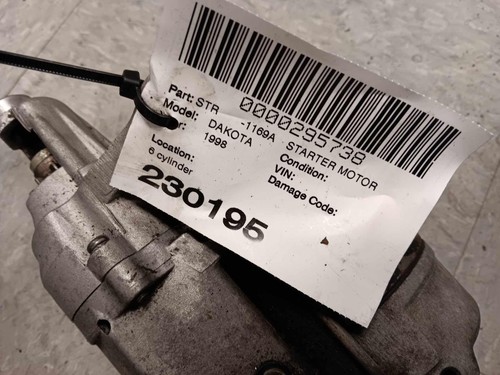 0000295738
Part: STR -1169A STARTER MOTOR
Model: DAKOTA Condition:
1998 VIN:
Location: Damage Code:
6 cylinder
230195